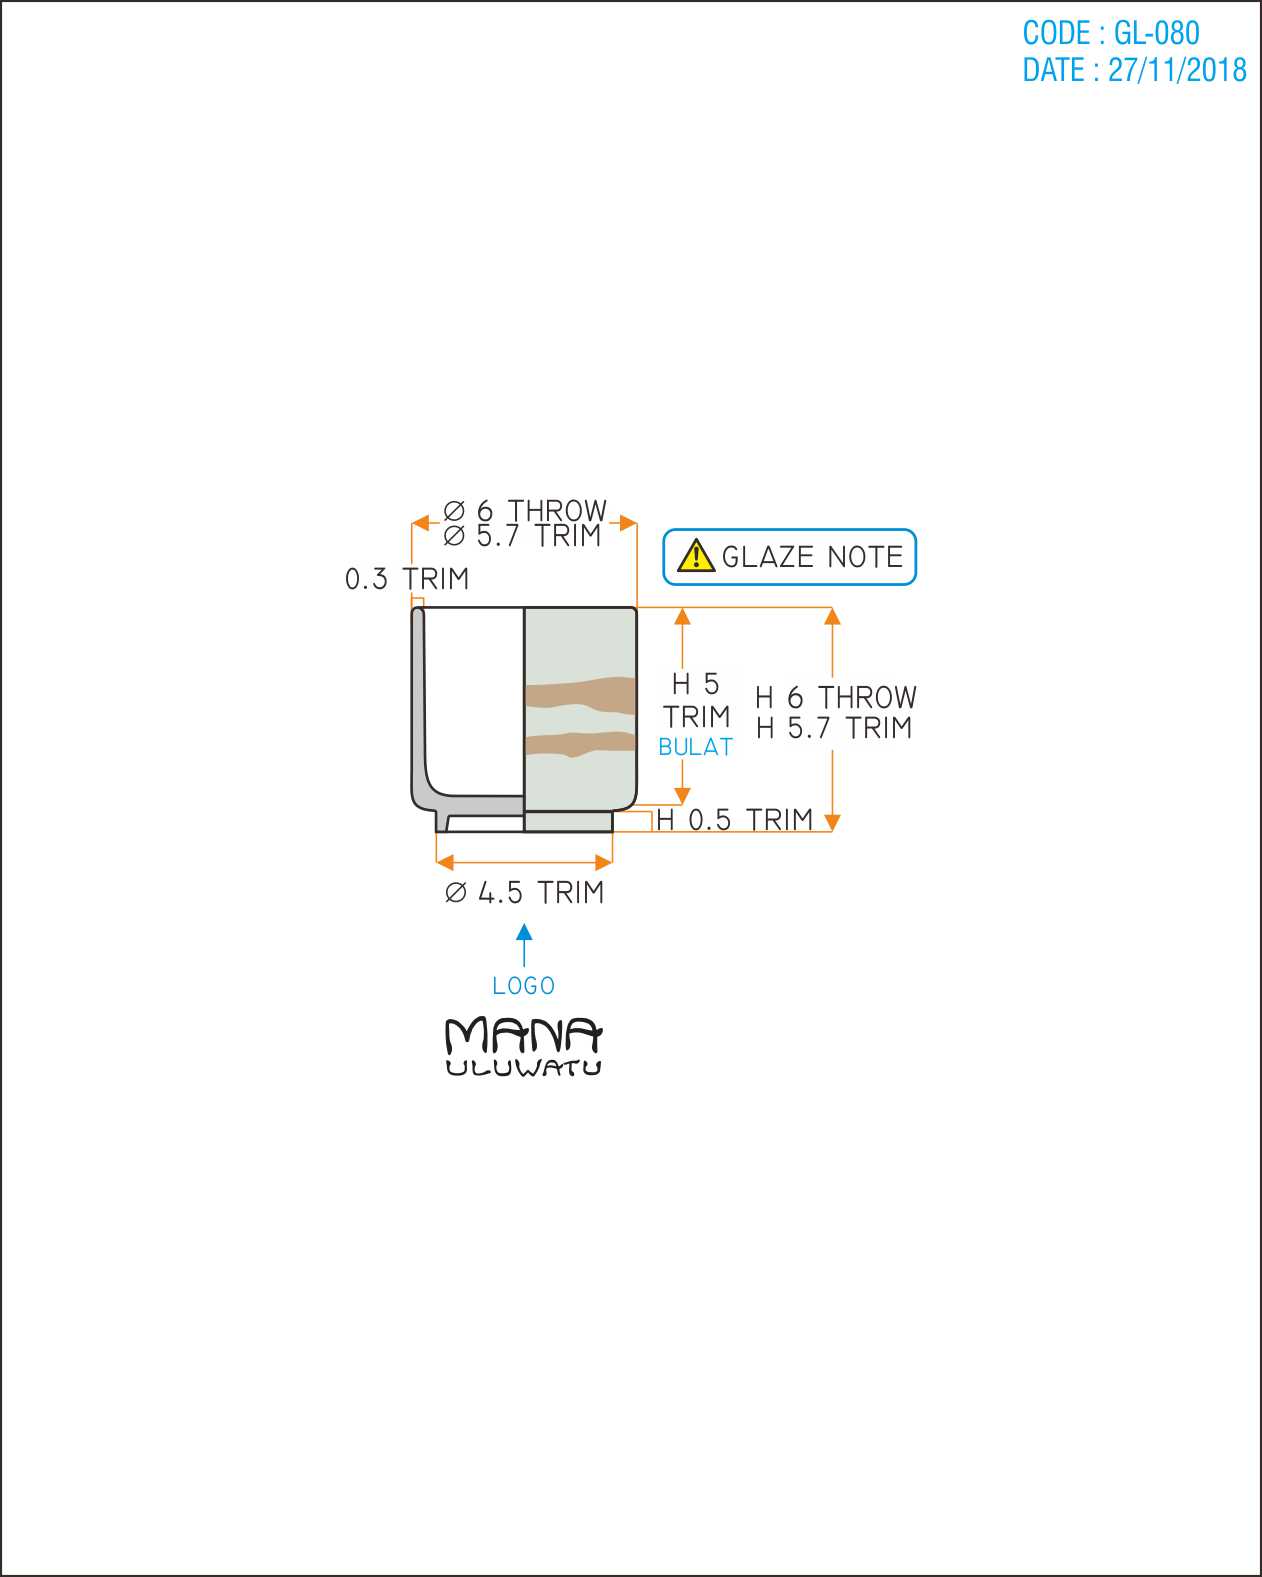 CODE : GL-080
DATE : 27/11/2018
Ø 6 THROW
Ø 5.7 TRIM
GLAZE NOTE
0.3 TRIM
H 5
TRIM
BULAT
H 6 THROW
H 5.7 TRIM
H 0.5 TRIM
Ø 4.5 TRIM
LOGO
MANA
ULUWATU